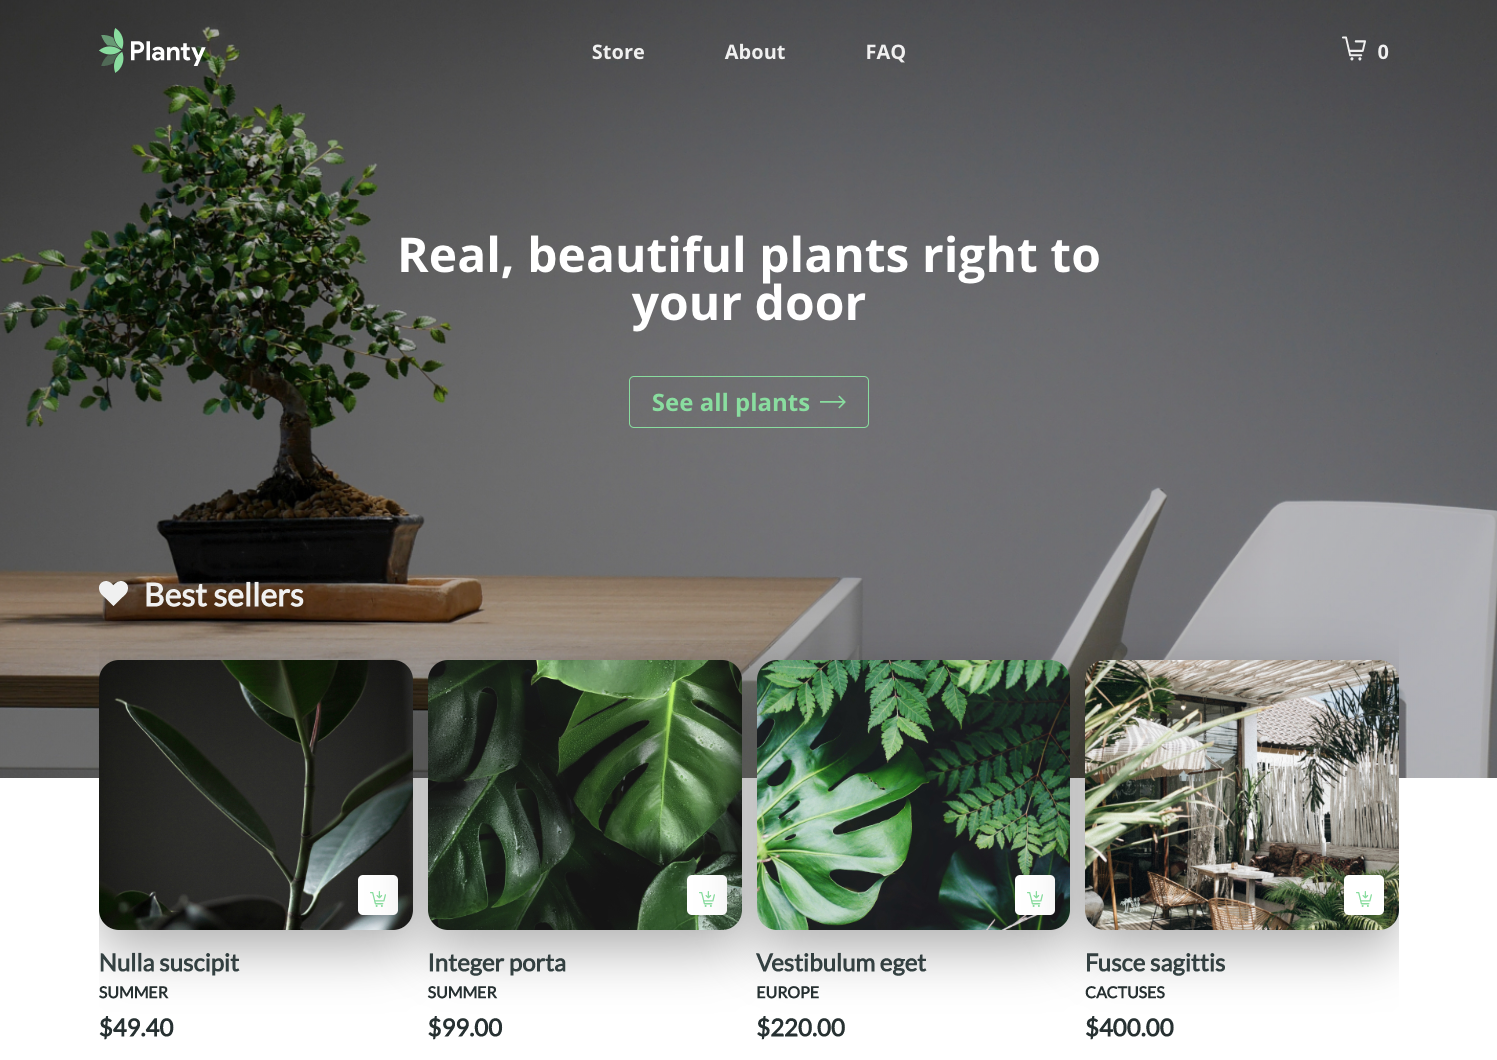 Planty
Store
About
FAQ
0
Real, beautiful plants right to
your door
See all plants
Best sellers
Nulla suscipit
SUMMER
$49.40
Integer porta
SUMMER
$99.00
Vestibulum eget
EUROPE
$220.00
Fusce sagittis
CACTUSES
$400.00